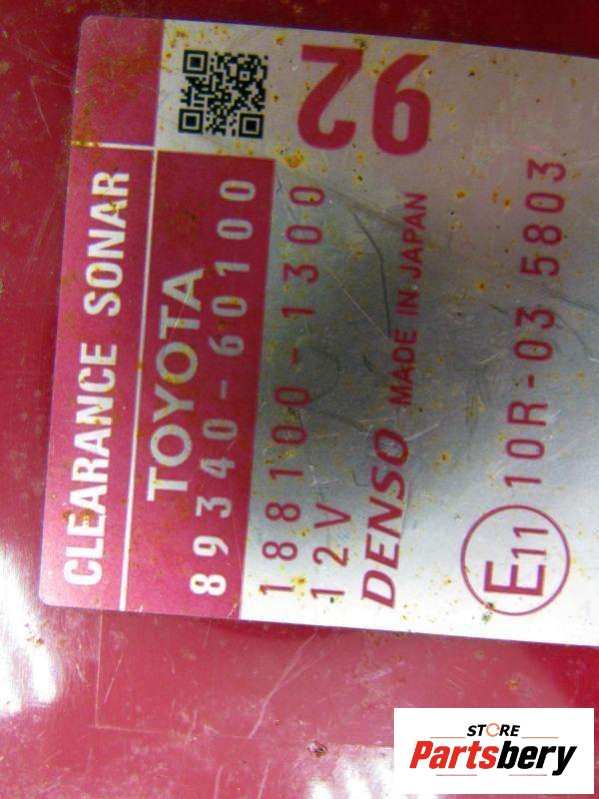 CLEARANCE SONAR
TOYOTA
89340-60100
188100-1300
12V
DENSO MADE IN JAPAN
E11 10R-03 5803
92
STORE
Partsbery